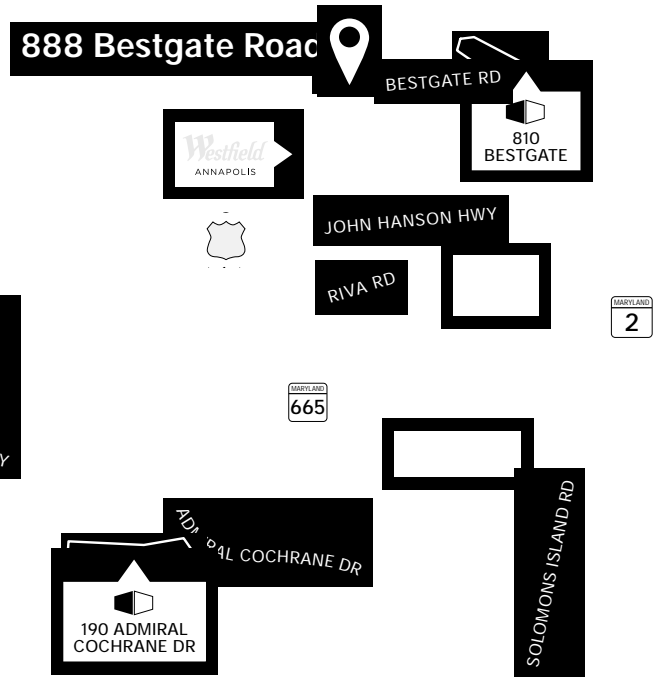 888 Bestgate Road
BESTGATE RD
810
BESTGATE
Westfield
ANNAPOLIS
JOHN HANSON HWY
RIVA RD
MARYLAND
2
MARYLAND
665
Y
ADMIRAL COCHRANE DR
SOLOMONS ISLAND RD
190 ADMIRAL
COCHRANE DR